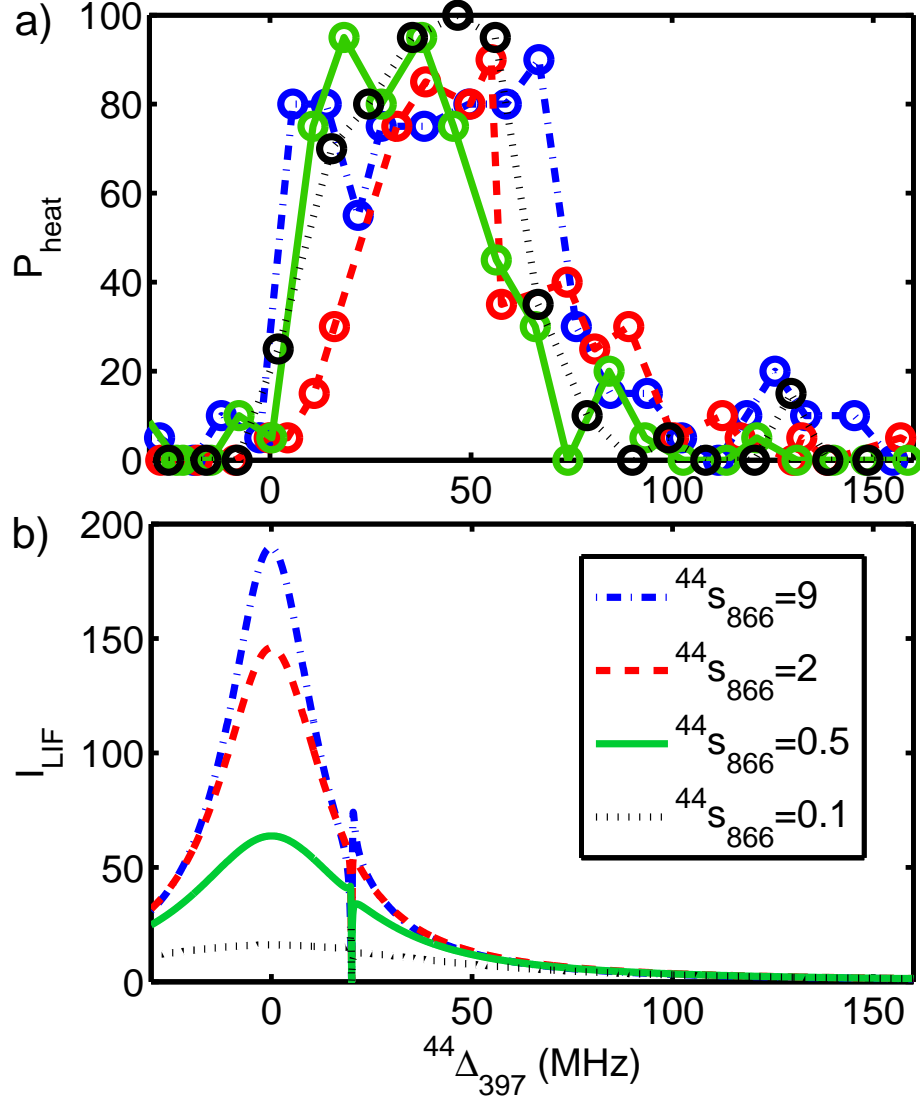 a)
100
80
60
40
20
0
P_heat
0 50 100 150
b)
200
150
100
50
0
I_LIF
⁴⁴s₈₆₆=9
⁴⁴s₈₆₆=2
⁴⁴s₈₆₆=0.5
⁴⁴s₈₆₆=0.1
0 50 100 150
⁴⁴Δ₃₉₇ (MHz)